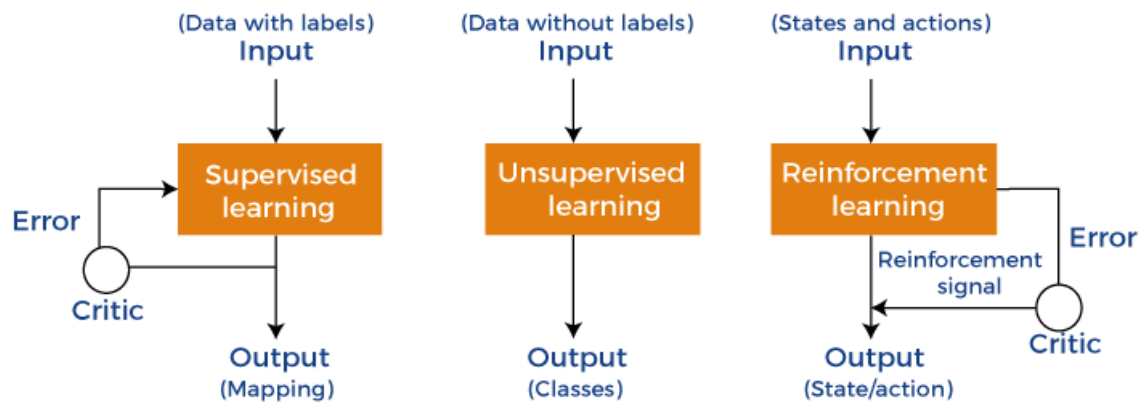 (Data with labels)
Input
Supervised
learning
Error
Critic
Output
(Mapping)
(Data without labels)
Input
Unsupervised
learning
Output
(Classes)
(States and actions)
Input
Reinforcement
learning
Error
Reinforcement
signal
Critic
Output
(State/action)